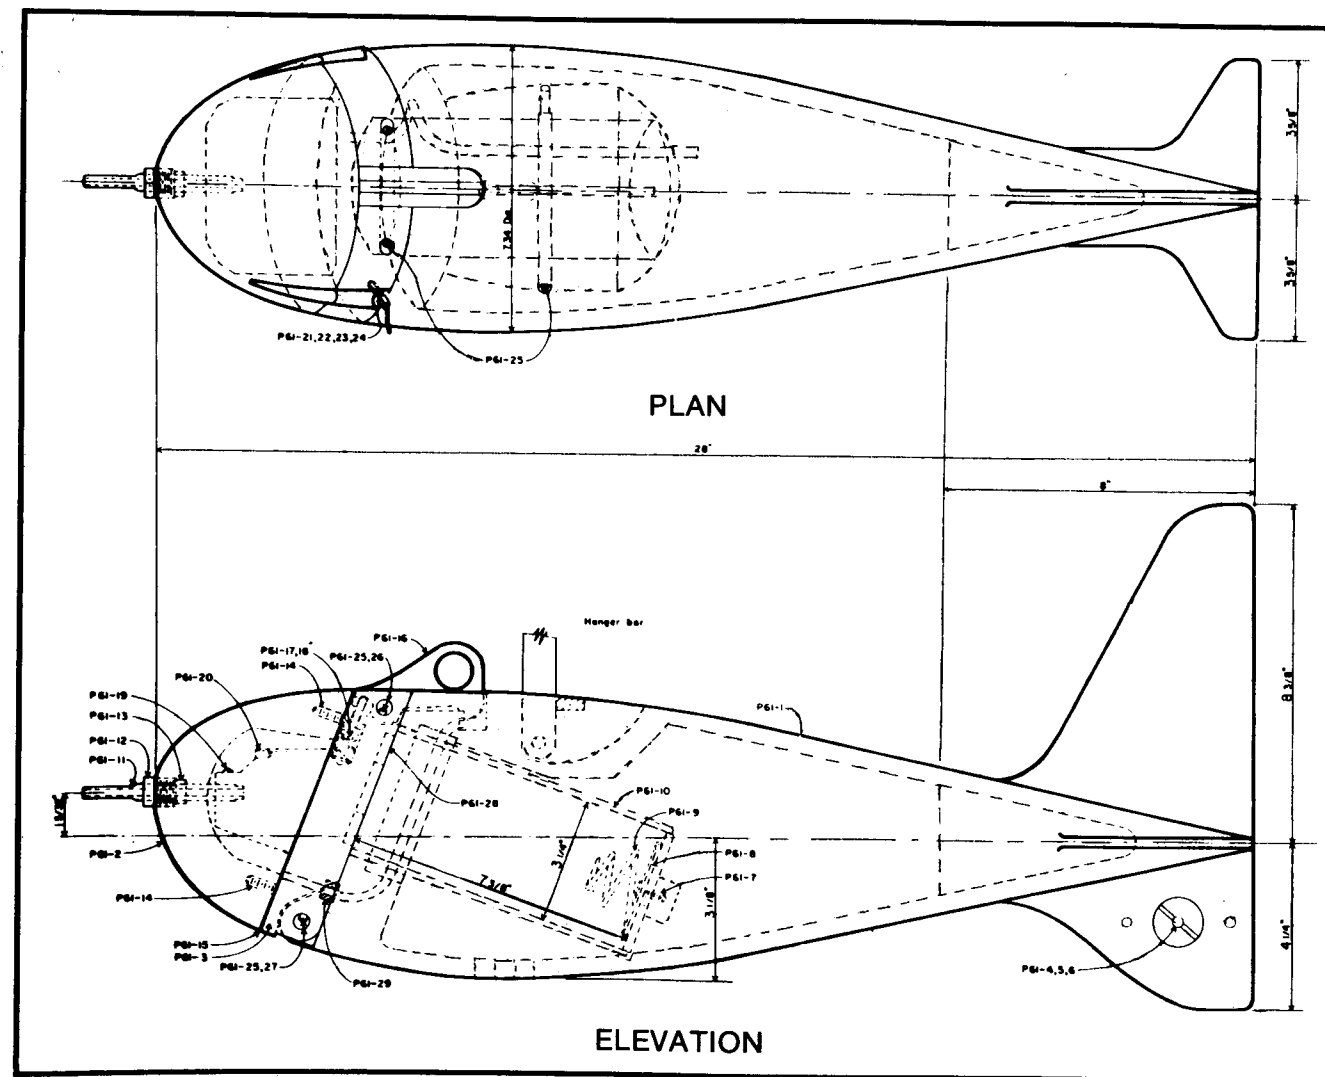 3 5/8"
7.34 Dia
3 5/8"
P61-21,22,23,24
P61-25
PLAN
28"
8"
Hanger bar
P61-16
P61-17,18
P61-25,26
P61-14
P61-20
P61-19
P61-13
P61-12
P61-11
P61-1
8 3/8"
P61-28
P61-10
P61-9
P61-8
P61-7
P61-2
3 1/4"
7 3/8"
3 1/8"
P61-14
P61-15
P61-3
P61-25,27
P61-29
P61-4,5,6
4 1/4"
ELEVATION